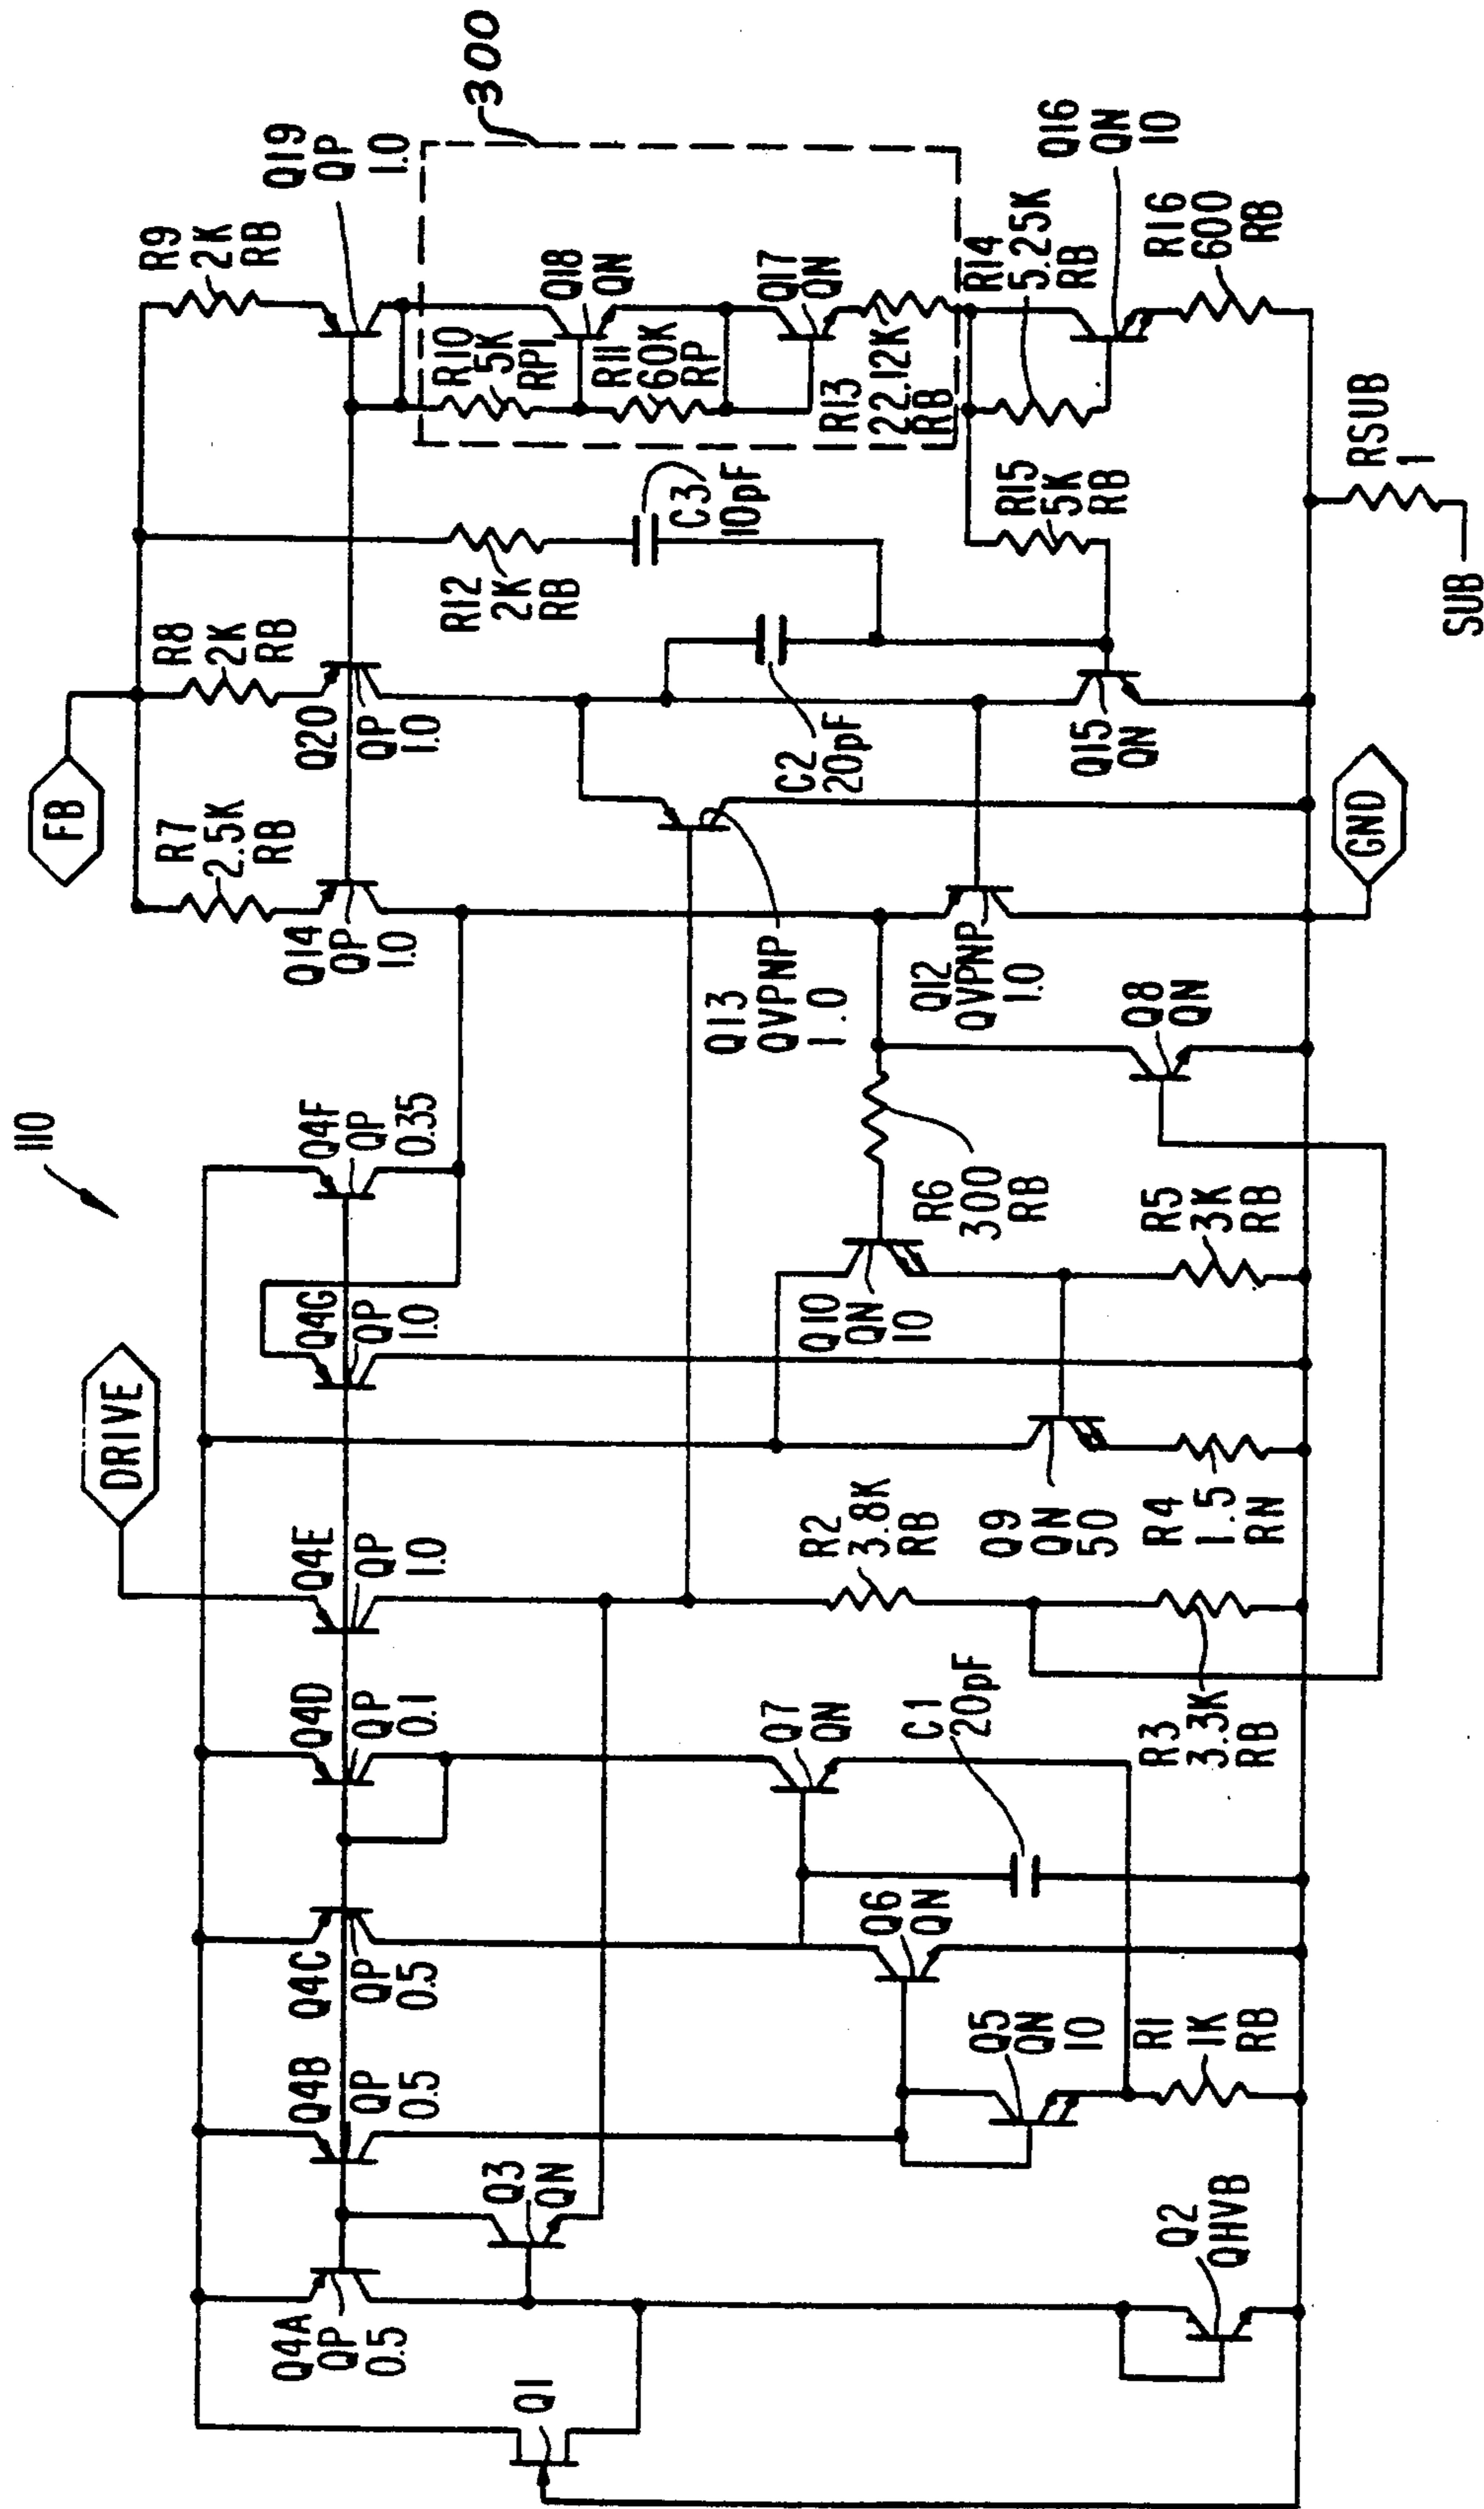 110
DRIVE
FB
Q4A
QP
0.5
Q4B
QP
0.5
Q4C
QP
0.5
Q4D
QP
0.1
Q4E
QP
1.0
Q4G
QP
1.0
Q4F
QP
0.35
R7
2.5K
RB
R8
2K
RB
R9
2K
RB
Q14
QP
1.0
Q20
QP
1.0
Q19
QP
1.0
300
Q1
Q3
QN
R12
2K
RB
C3
10pF
R10
5K
RP1
Q18
QN
R11
60K
RP
Q17
QN
R13
22.12K
RB
Q13
QVPNP
1.0
C2
20pF
Q7
QN
Q6
QN
C1
20pF
R2
3.8K
RB
Q10
QN
10
R6
300
RB
Q12
QVPNP
1.0
R15
5K
RB
R14
5.25K
RB
Q16
QN
10
Q5
QN
10
Q9
QN
50
Q8
QN
Q15
QN
Q2
QHVB
R1
1K
RB
R3
3.3K
RB
R4
1.5
RN
R5
3K
RB
R16
600
RB
GND
RSUB
1
SUB